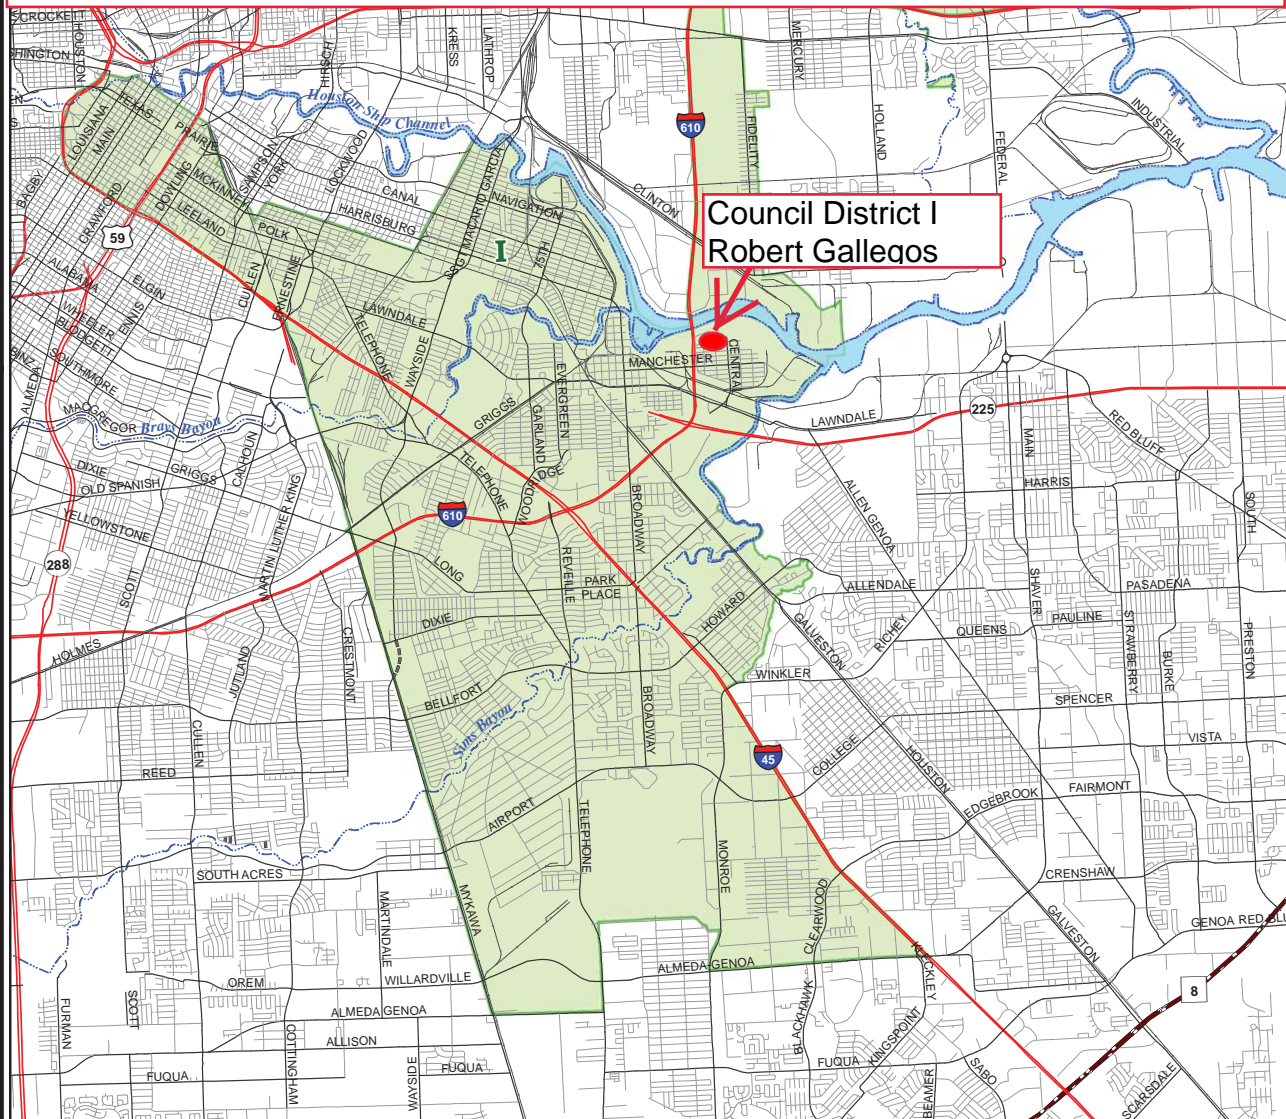 CROCKETT
HOUSTON
HIRSCH
KRESS
LATHROP
MERCURY
TEXAS
LOUISIANA
MAIN
PRAIRIE
Houston Ship Channel
610
FIDELITY
HOLLAND
FEDERAL
INDUSTRIAL
BAGBY
CRAWFORD
DOWLING
MCKINNEY
LEELAND
SAMPSON
YORK
LOCKWOOD
CANAL
HARRISBURG
SGT MACARIO GARCIA
NAVIGATION
CLINTON
Council District I
Robert Gallegos
59
POLK
I
75TH
ALABAMA
ELGIN
CULLEN
ERNESTINE
WHEELER
BLODGETT
ENNIS
LAWNDALE
TELEPHONE
WAYSIDE
BINZ
SOUTHMORE
ALMEDA
MANCHESTER
CENTRAL
EVERGREEN
GARLAND
GRIGGS
MACGREGOR
Brays Bayou
LAWNDALE
225
RED BLUFF
MAIN
DIXIE
GRIGGS
CALHOUN
OLD SPANISH
YELLOWSTONE
TELEPHONE
WOODRIDGE
BROADWAY
ALLEN GENOA
HARRIS
SOUTH
610
MARTIN LUTHER KING
288
SCOTT
LONG
REVEILLE
PARK
PLACE
HOWARD
ALLENDALE
SHAVER
PASADENA
DIXIE
GALVESTON
RICHEY
QUEENS
PAULINE
STRAWBERRY
BURKE
PRESTON
HOLMES
JUTLAND
CRESTMONT
WINKLER
BELLFORT
Sims Bayou
BROADWAY
SPENCER
CULLEN
45
COLLEGE
HOUSTON
VISTA
REED
EDGEBROOK
FAIRMONT
AIRPORT
TELEPHONE
MONROE
SOUTH ACRES
CRENSHAW
MARTINDALE
MYKAWA
CLEARWOOD
GALVESTON
ALMEDA-GENOA
KLECKLEY
OREM
WILLARDVILLE
8
FURMAN
SCOTT
ALMEDA GENOA
BLACKHAWK
KINGSPOINT
ALLISON
COTTINGHAM
WAYSIDE
FUQUA
FUQUA
FUQUA
BEAMER
SABO
SCARSDALE